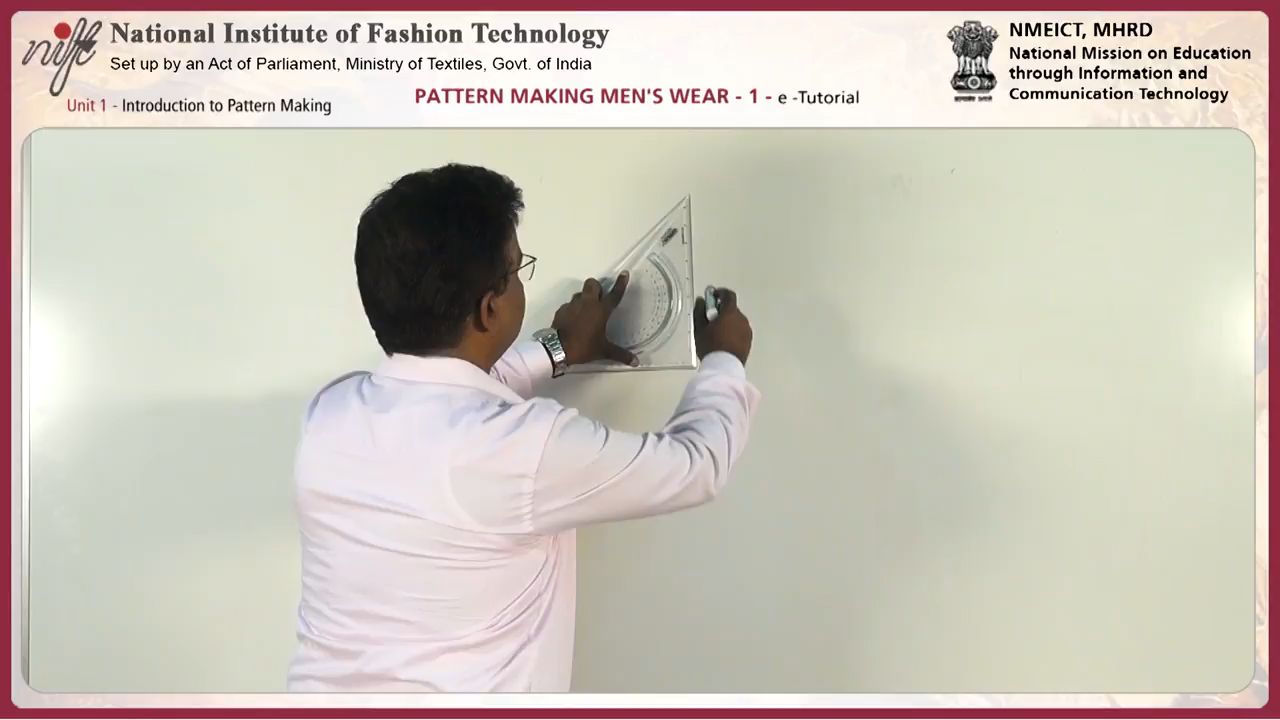 nift
National Institute of Fashion Technology
Set up by an Act of Parliament, Ministry of Textiles, Govt. of India
Unit 1 - Introduction to Pattern Making
PATTERN MAKING MEN'S WEAR - 1 - e -Tutorial
NMEICT, MHRD
National Mission on Education
through Information and
Communication Technology